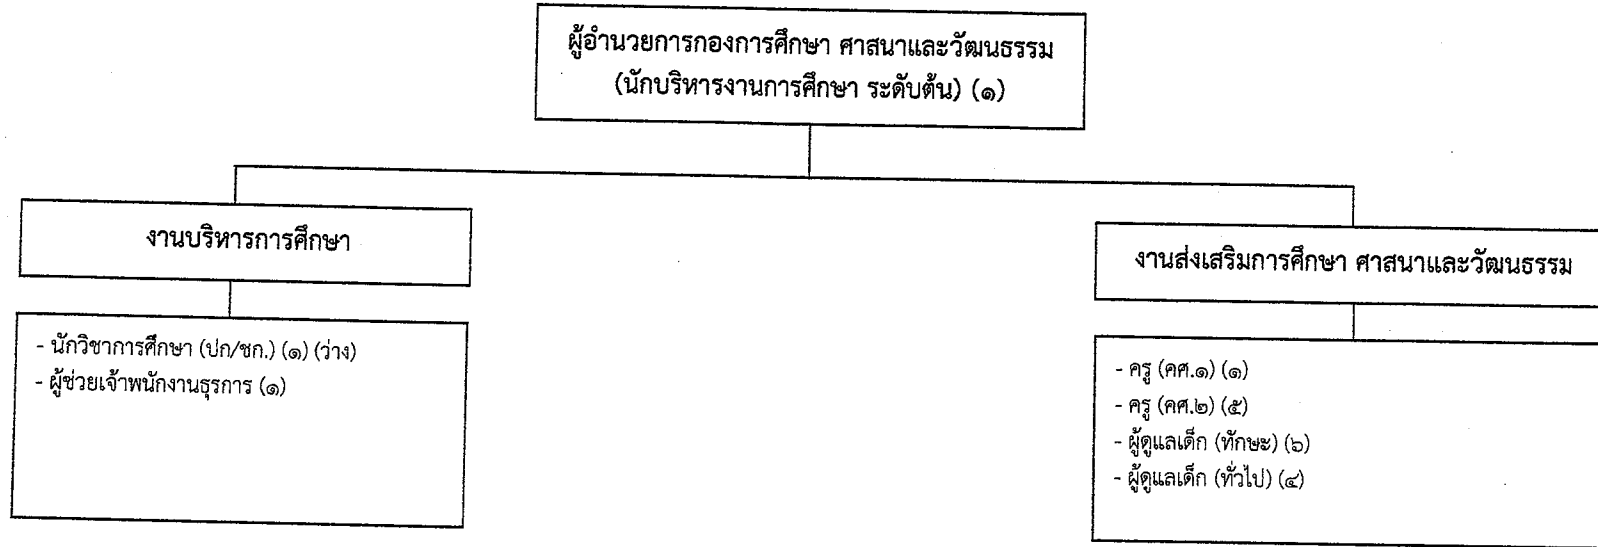 ผู้อำนวยการกองการศึกษา ศาสนาและวัฒนธรรม
(นักบริหารงานการศึกษา ระดับต้น) (๑)
งานบริหารการศึกษา
- นักวิชาการศึกษา (ปก/ชก.) (๑) (ว่าง)
- ผู้ช่วยเจ้าพนักงานธุรการ (๑)
งานส่งเสริมการศึกษา ศาสนาและวัฒนธรรม
- ครู (คศ.๑) (๑)
- ครู (คศ.๒) (๕)
- ผู้ดูแลเด็ก (ทักษะ) (๖)
- ผู้ดูแลเด็ก (ทั่วไป) (๔)